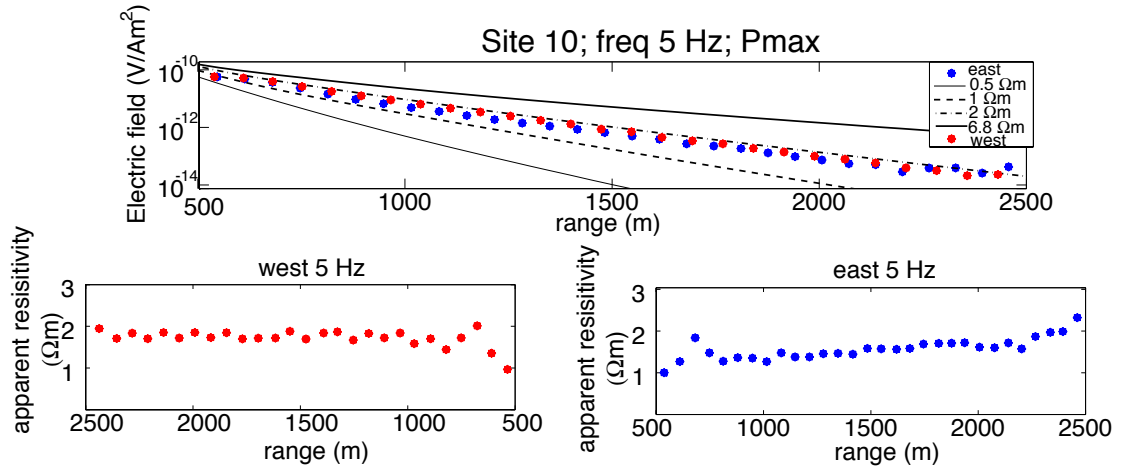 Site 10; freq 5 Hz; Pmax
Electric field (V/Am²)
10⁻¹⁰
10⁻¹²
10⁻¹⁴
500
1000
1500
2000
2500
range (m)
east
0.5 Ωm
1 Ωm
2 Ωm
6.8 Ωm
west
west 5 Hz
apparent resisitivity
(Ωm)
3
2
1
2500
2000
1500
1000
500
range (m)
east 5 Hz
apparent resisitivity
(Ωm)
3
2
1
500
1000
1500
2000
2500
range (m)